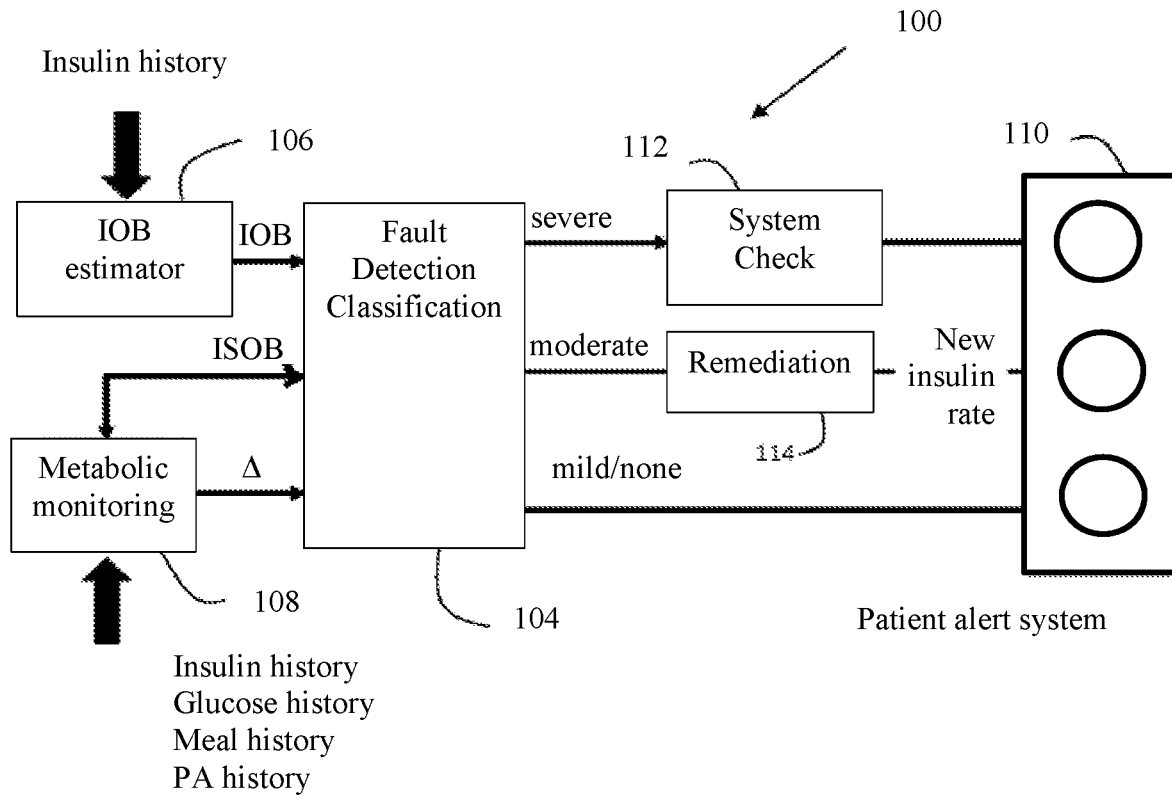 100
Insulin history
106
112
110
IOB
estimator
IOB
Fault
Detection
Classification
severe
System
Check
ISOB
moderate
Remediation
New
insulin
rate
114
Metabolic
monitoring
Δ
mild/none
108
104
Patient alert system
Insulin history
Glucose history
Meal history
PA history